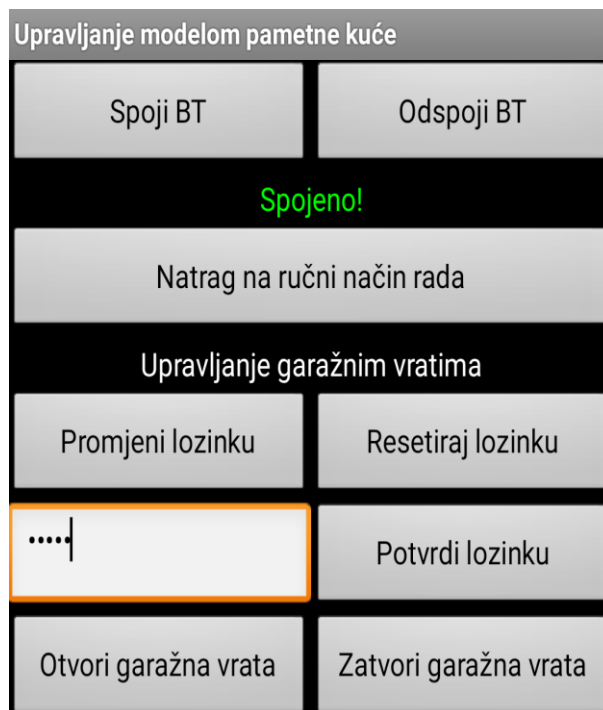 Upravljanje modelom pametne kuće
Spoji BT
Odspoji BT
Spojeno!
Natrag na ručni način rada
Upravljanje garažnim vratima
Promjeni lozinku
Resetiraj lozinku
•••••
Potvrdi lozinku
Otvori garažna vrata
Zatvori garažna vrata